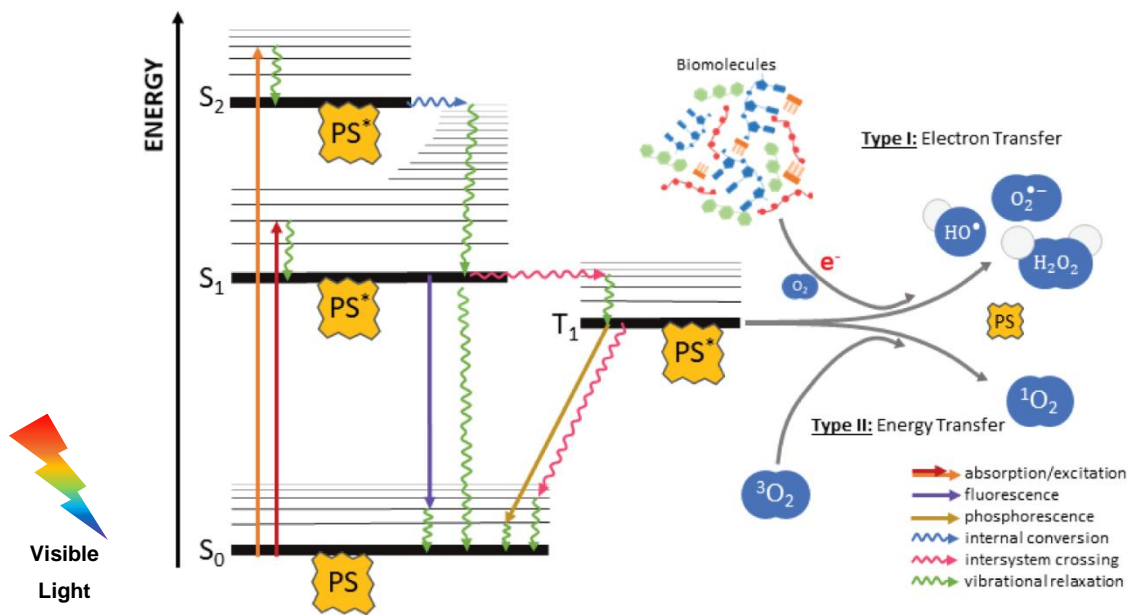 ENERGY
S₂
PS*
S₁
PS*
T₁
PS*
S₀
PS
Visible
Light
Biomolecules
Type I: Electron Transfer
O₂•−
HO•
H₂O₂
e⁻
O₂
PS
¹O₂
Type II: Energy Transfer
³O₂
absorption/excitation
fluorescence
phosphorescence
internal conversion
intersystem crossing
vibrational relaxation